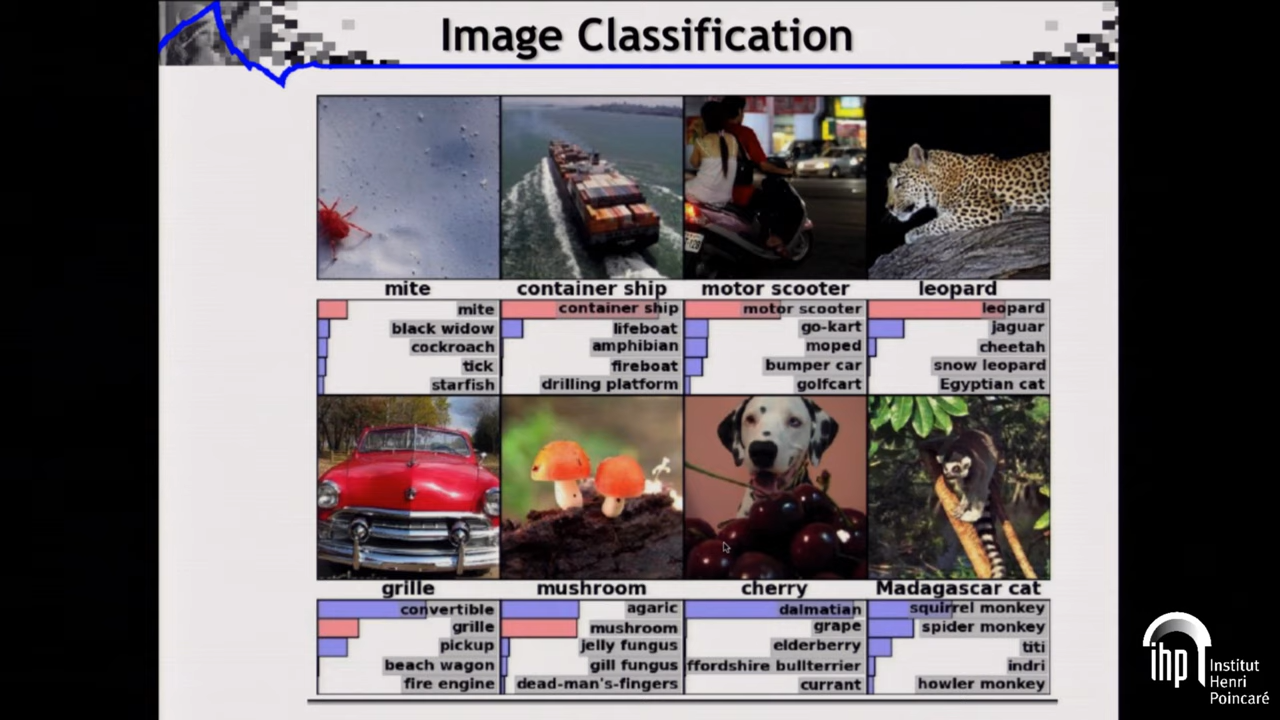 Image Classification
mite
container ship
motor scooter
leopard
mite
black widow
cockroach
tick
starfish
container ship
lifeboat
amphibian
fireboat
drilling platform
motor scooter
go-kart
moped
bumper car
golfcart
leopard
jaguar
cheetah
snow leopard
Egyptian cat
grille
mushroom
cherry
Madagascar cat
convertible
grille
pickup
beach wagon
fire engine
agaric
mushroom
jelly fungus
gill fungus
dead-man's-fingers
dalmatian
grape
elderberry
ffordshire bullterrier
currant
squirrel monkey
spider monkey
titi
indri
howler monkey
ihp
Institut
Henri
Poincaré